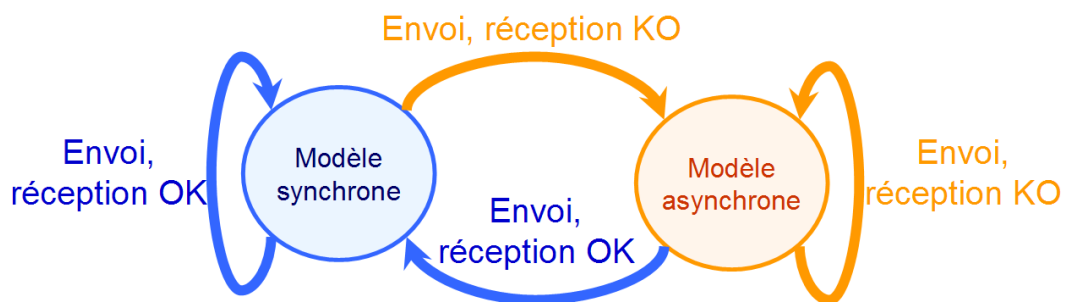 Envoi, réception KO
Envoi,
réception OK
Modèle
synchrone
Envoi,
réception OK
Modèle
asynchrone
Envoi,
réception KO